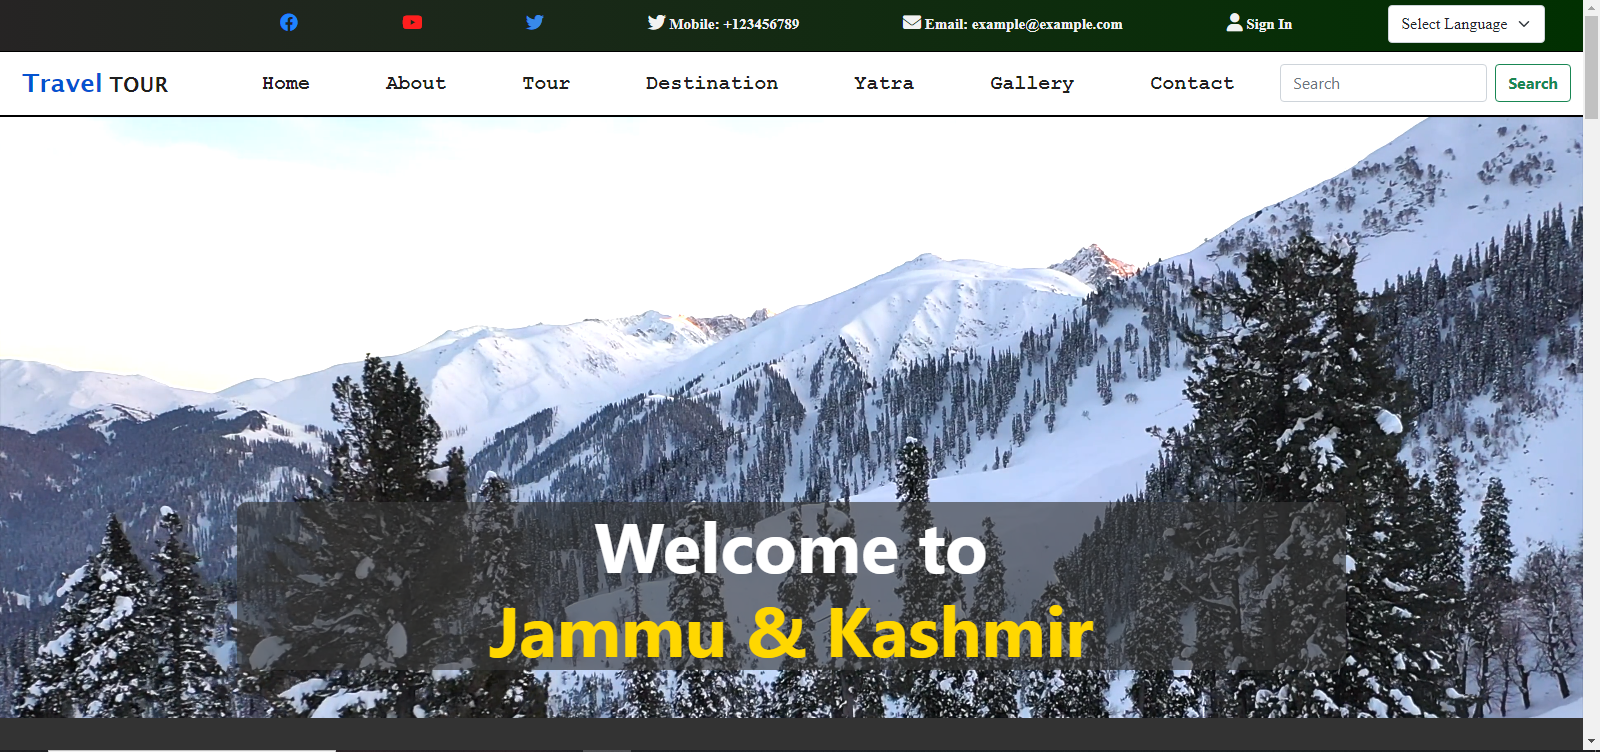 Mobile: +123456789 Email: example@example.com Sign In Select Language
Travel TOUR Home About Tour Destination Yatra Gallery Contact Search Search
Welcome to
Jammu & Kashmir